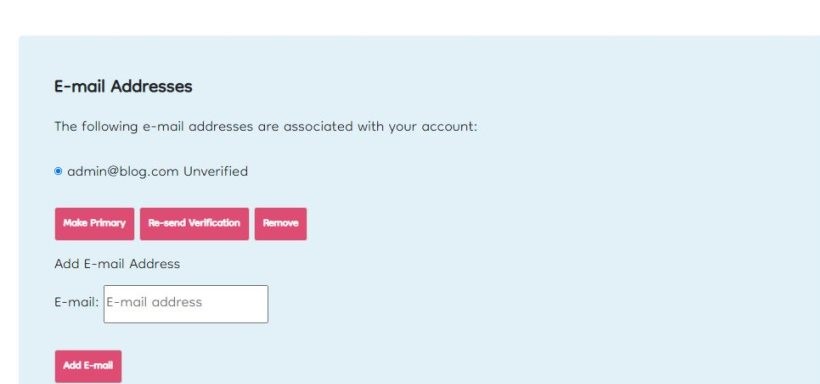 E-mail Addresses
The following e-mail addresses are associated with your account:
admin@blog.com Unverified
Make Primary Re-send Verification Remove
Add E-mail Address
E-mail: E-mail address
Add E-mail